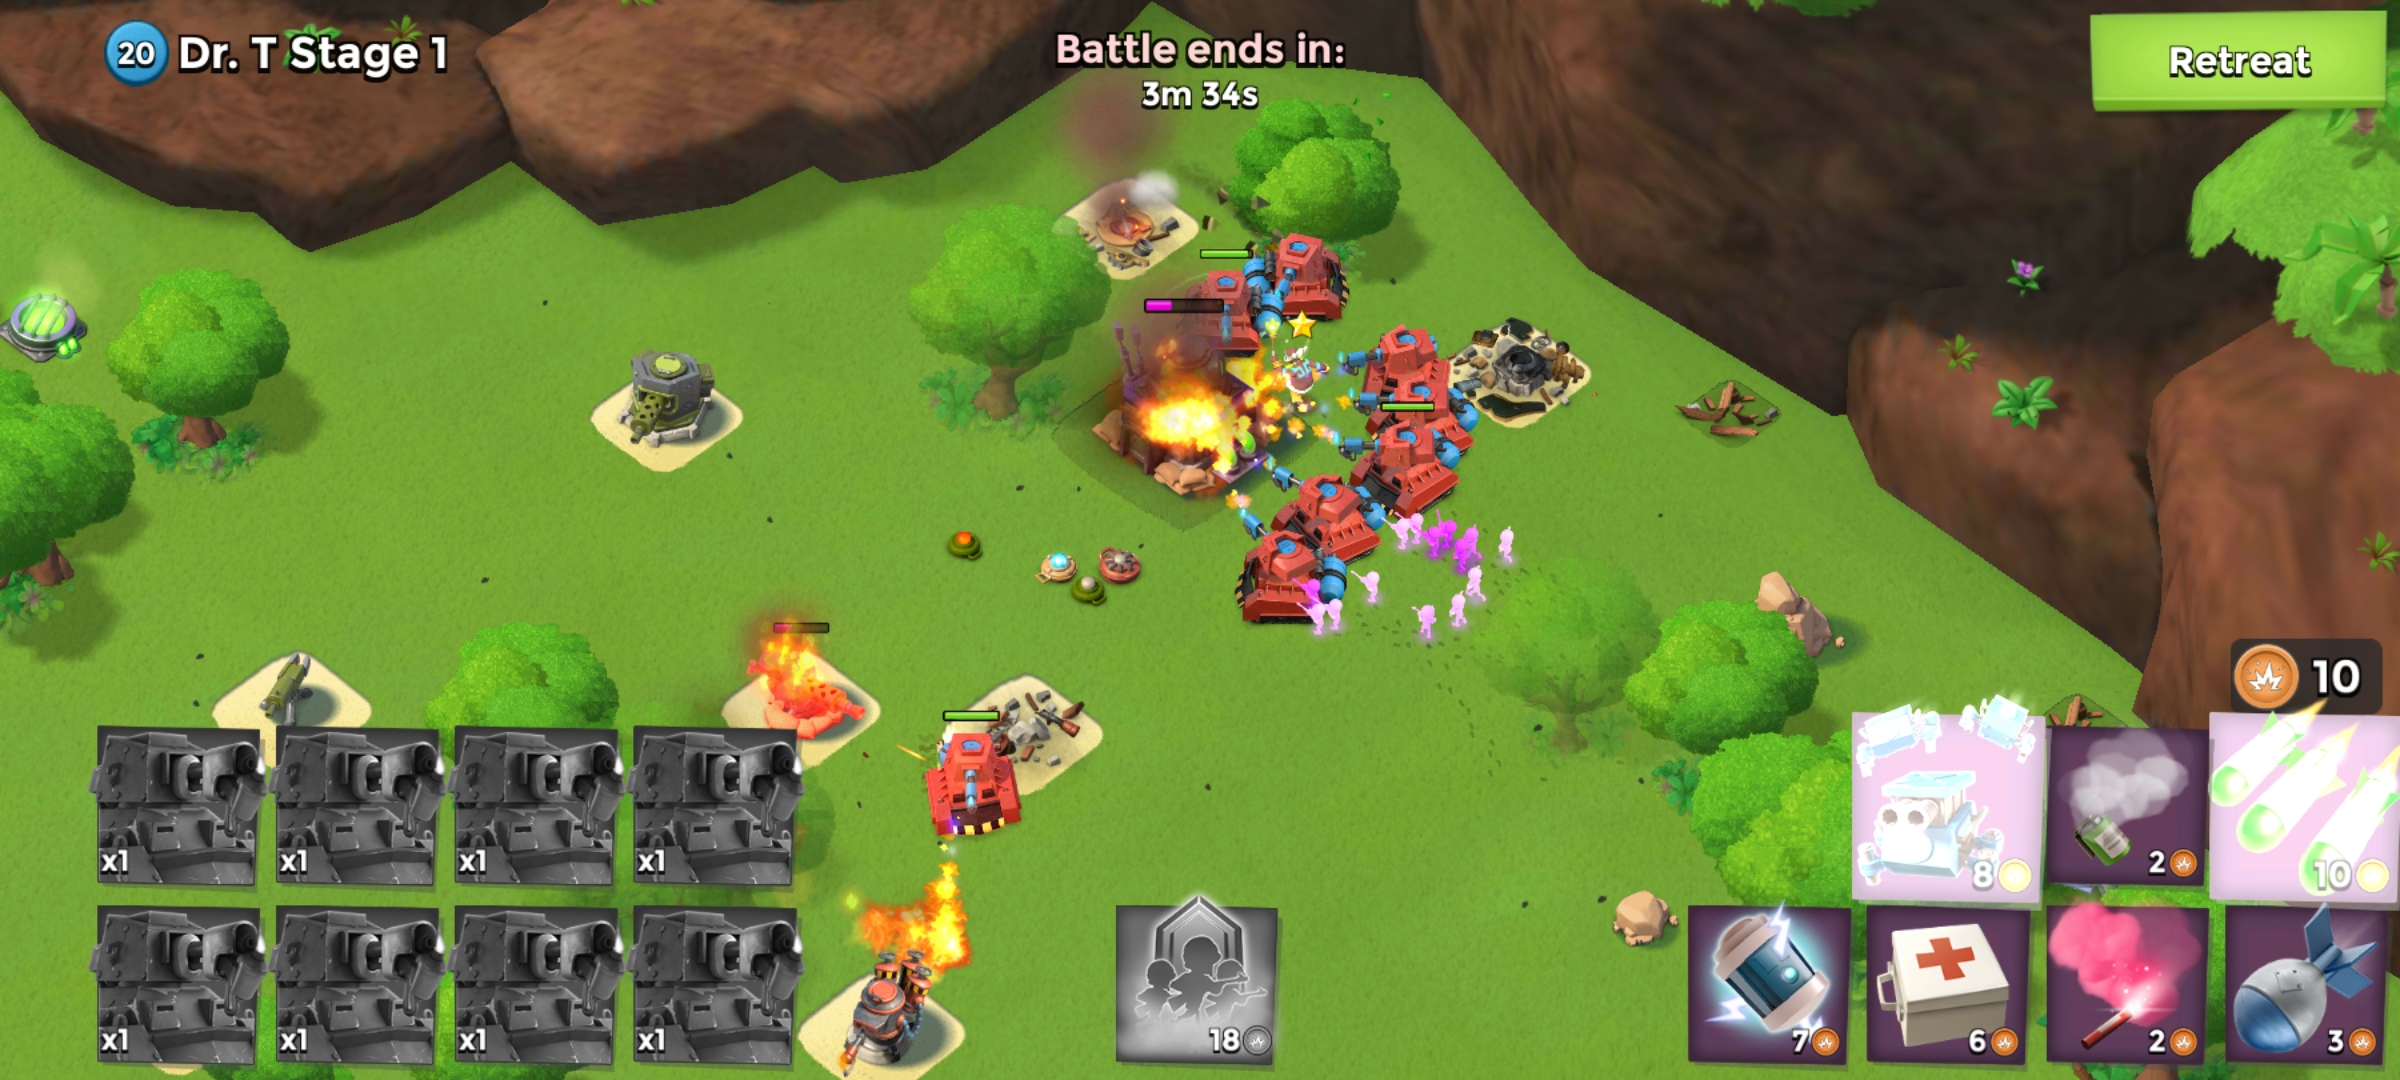 20 Dr. T Stage 1
Battle ends in:
3m 34s
Retreat
10
8
2
10
x1
x1
x1
x1
x1
x1
x1
x1
18
7
6
2
3